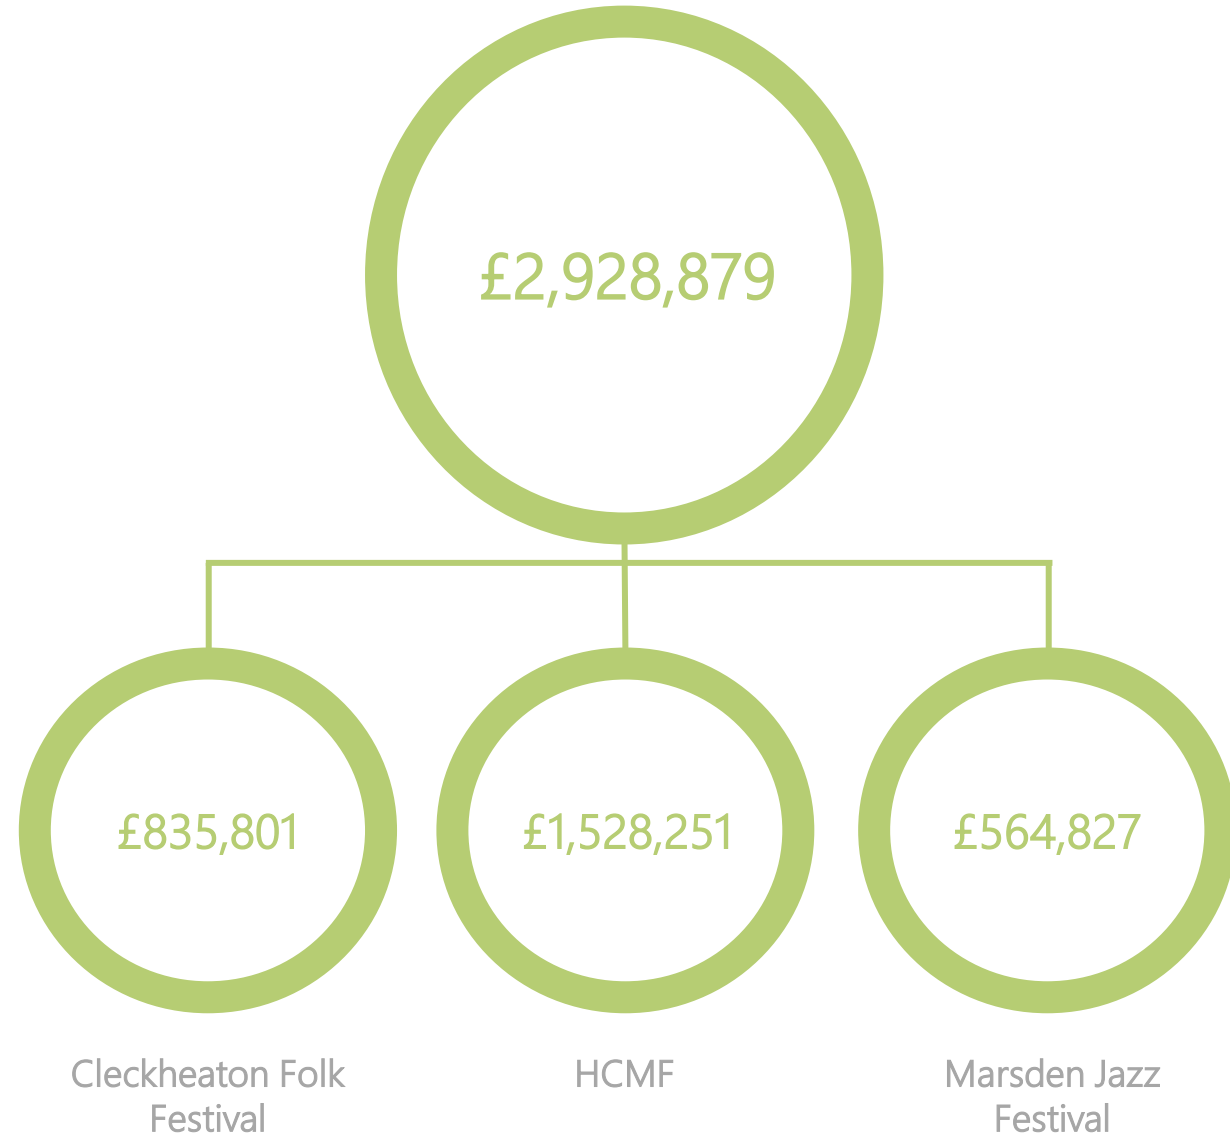 £2,928,879
£835,801
£1,528,251
£564,827
Cleckheaton Folk
Festival
HCMF
Marsden Jazz
Festival